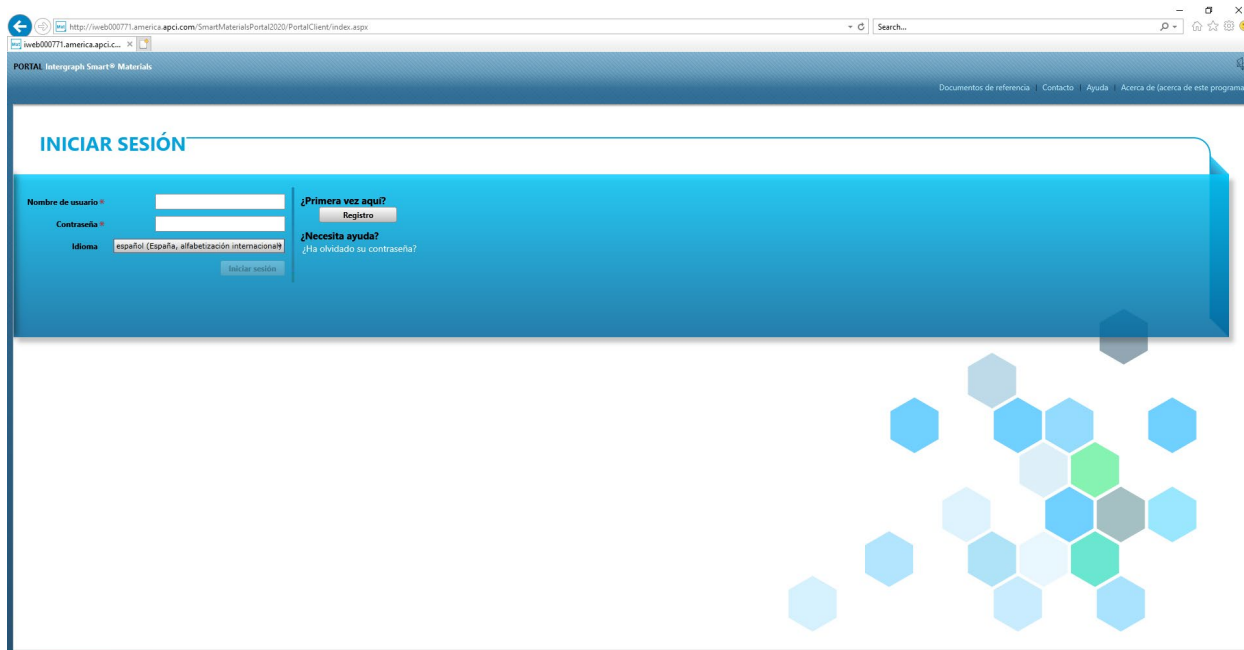 http://iweb000771.america.apci.com/SmartMaterialsPortal2020/PortalClient/index.aspx
Search...
iweb000771.america.apci.c...
PORTAL Intergraph Smart® Materials
Documentos de referencia | Contacto | Ayuda | Acerca de (acerca de este programa
INICIAR SESIÓN
Nombre de usuario *
Contraseña *
Idioma español (España, alfabetización internacional)
Iniciar sesión
¿Primera vez aquí?
Registro
¿Necesita ayuda?
¿Ha olvidado su contraseña?